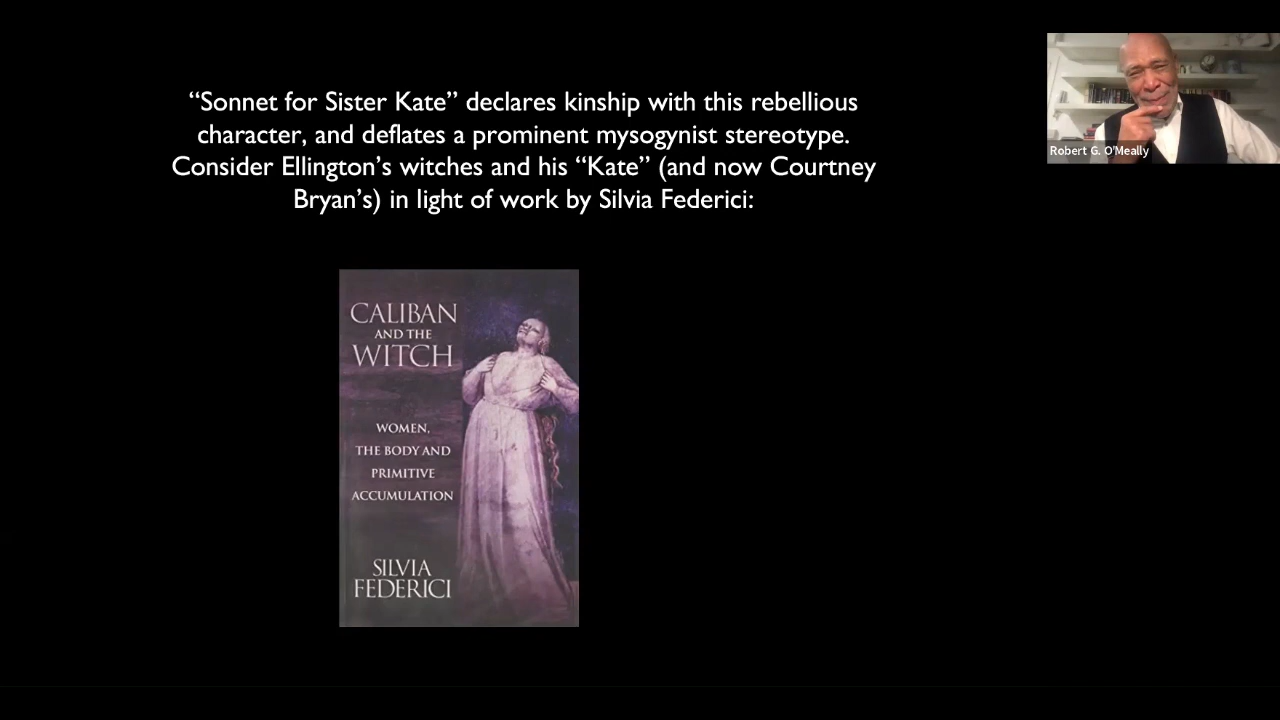 “Sonnet for Sister Kate” declares kinship with this rebellious
character, and deflates a prominent mysogynist stereotype.
Consider Ellington’s witches and his “Kate” (and now Courtney
Bryan’s) in light of work by Silvia Federici:
Robert G. O'Meally
CALIBAN
AND THE
WITCH
WOMEN,
THE BODY AND
PRIMITIVE
ACCUMULATION
SILVIA
FEDERICI